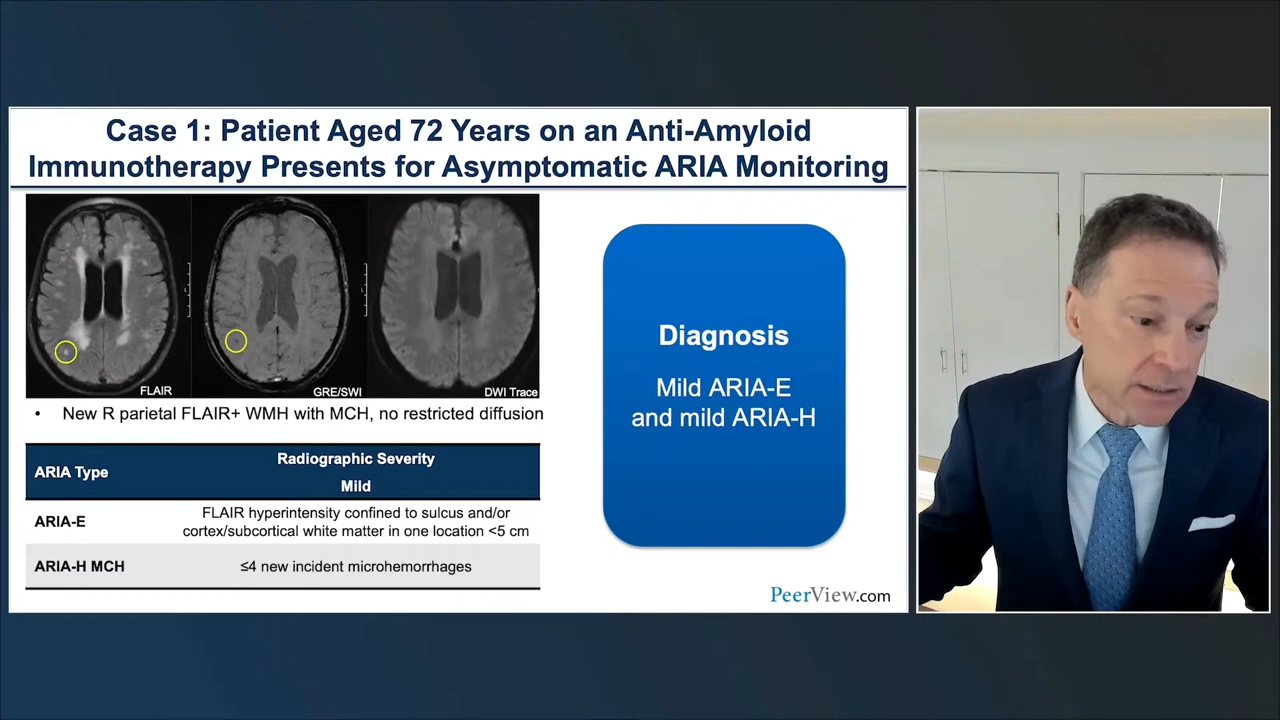 Case 1: Patient Aged 72 Years on an Anti-Amyloid
Immunotherapy Presents for Asymptomatic ARIA Monitoring
FLAIR
GRE/SWI
DWI Trace
• New R parietal FLAIR+ WMH with MCH, no restricted diffusion
ARIA Type
Radiographic Severity
Mild
ARIA-E
FLAIR hyperintensity confined to sulcus and/or
cortex/subcortical white matter in one location <5 cm
ARIA-H MCH
≤4 new incident microhemorrhages
Diagnosis
Mild ARIA-E
and mild ARIA-H
PeerView.com